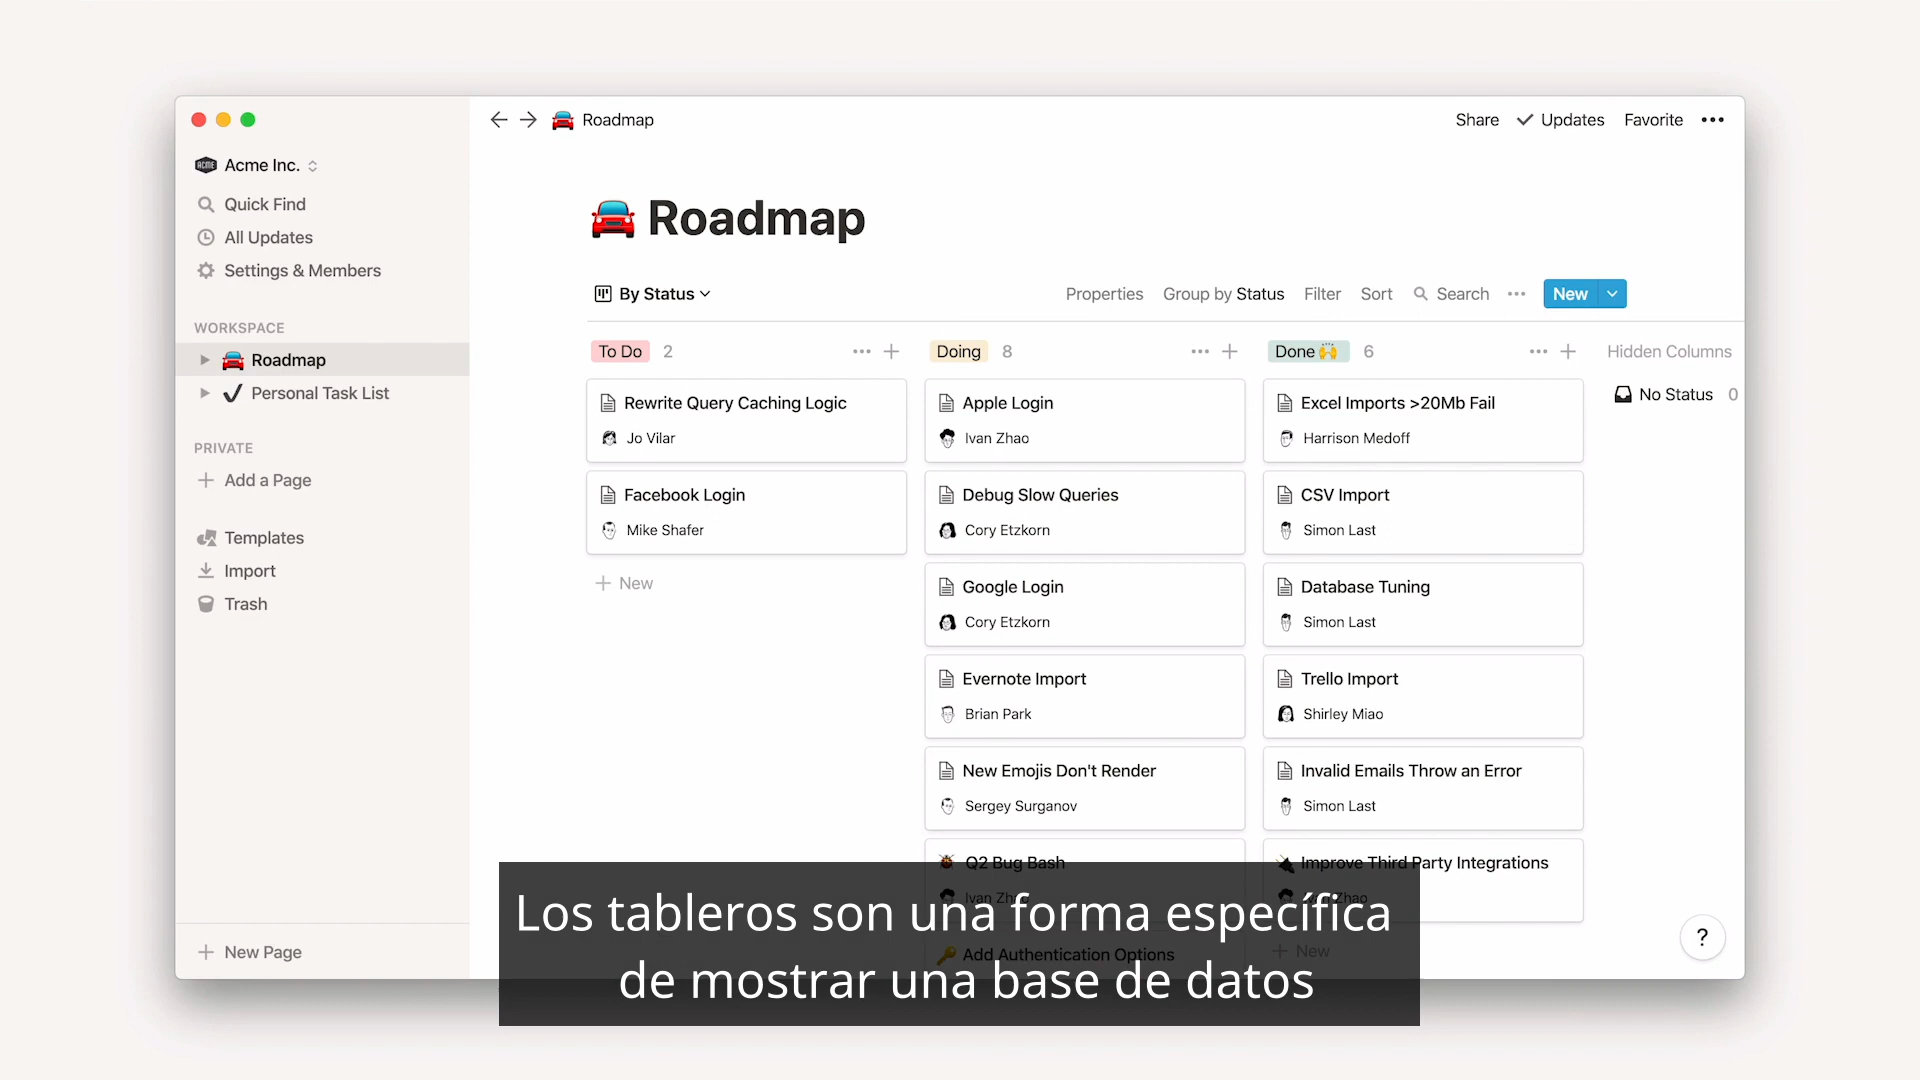 Roadmap
Share
Updates
Favorite
ACME
Acme Inc.
Quick Find
All Updates
Settings & Members
WORKSPACE
Roadmap
Personal Task List
PRIVATE
Add a Page
Templates
Import
Trash
New Page
Roadmap
By Status
Properties
Group by Status
Filter
Sort
Search
New
To Do 2
Rewrite Query Caching Logic
Jo Vilar
Facebook Login
Mike Shafer
New
Doing 8
Apple Login
Ivan Zhao
Debug Slow Queries
Cory Etzkorn
Google Login
Cory Etzkorn
Evernote Import
Brian Park
New Emojis Don't Render
Sergey Surganov
Q2 Bug Bash
Ivan Zhao
Add Authentication Options
Done 🙌 6
Excel Imports >20Mb Fail
Harrison Medoff
CSV Import
Simon Last
Database Tuning
Simon Last
Trello Import
Shirley Miao
Invalid Emails Throw an Error
Simon Last
Improve Third Party Integrations
Zhao
New
Hidden Columns
No Status 0
?
Los tableros son una forma específica
de mostrar una base de datos